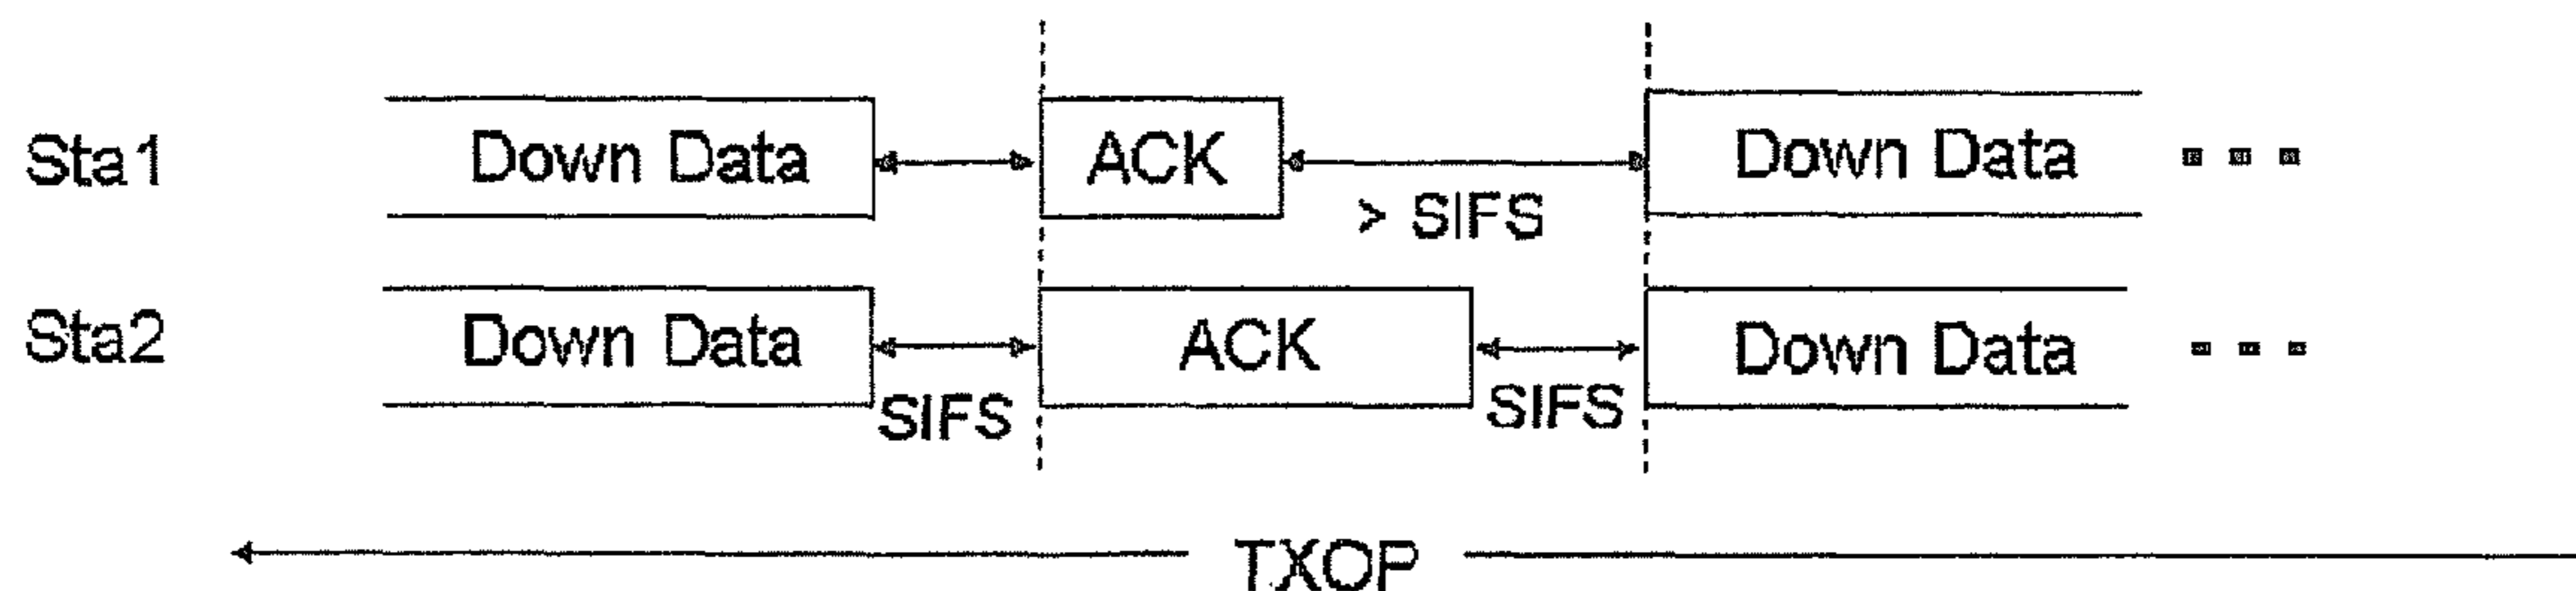 Sta1 Down Data ACK > SIFS Down Data
Sta2 Down Data SIFS ACK SIFS Down Data
TXOP